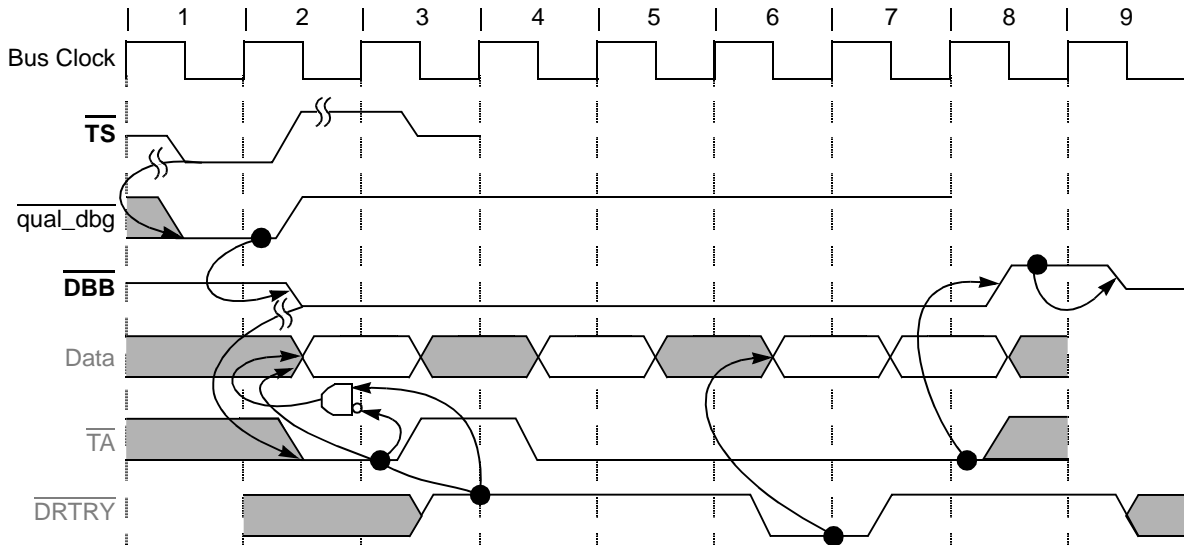 1 2 3 4 5 6 7 8 9
Bus Clock
TS
qual_dbg
DBB
Data
TA
DRTRY